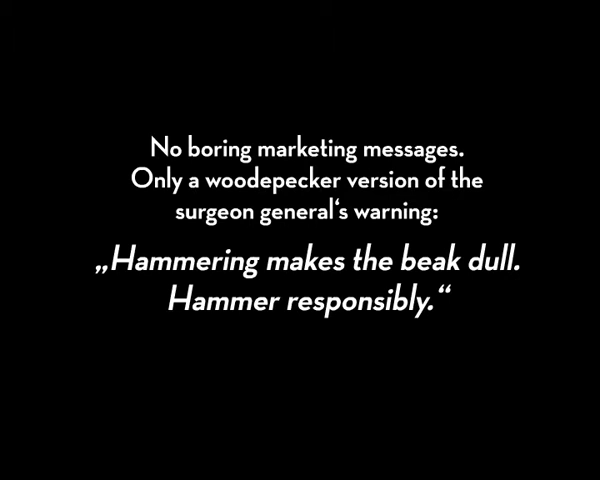 No boring marketing messages.
Only a woodepecker version of the
surgeon general‘s warning:
„Hammering makes the beak dull.
Hammer responsibly.“